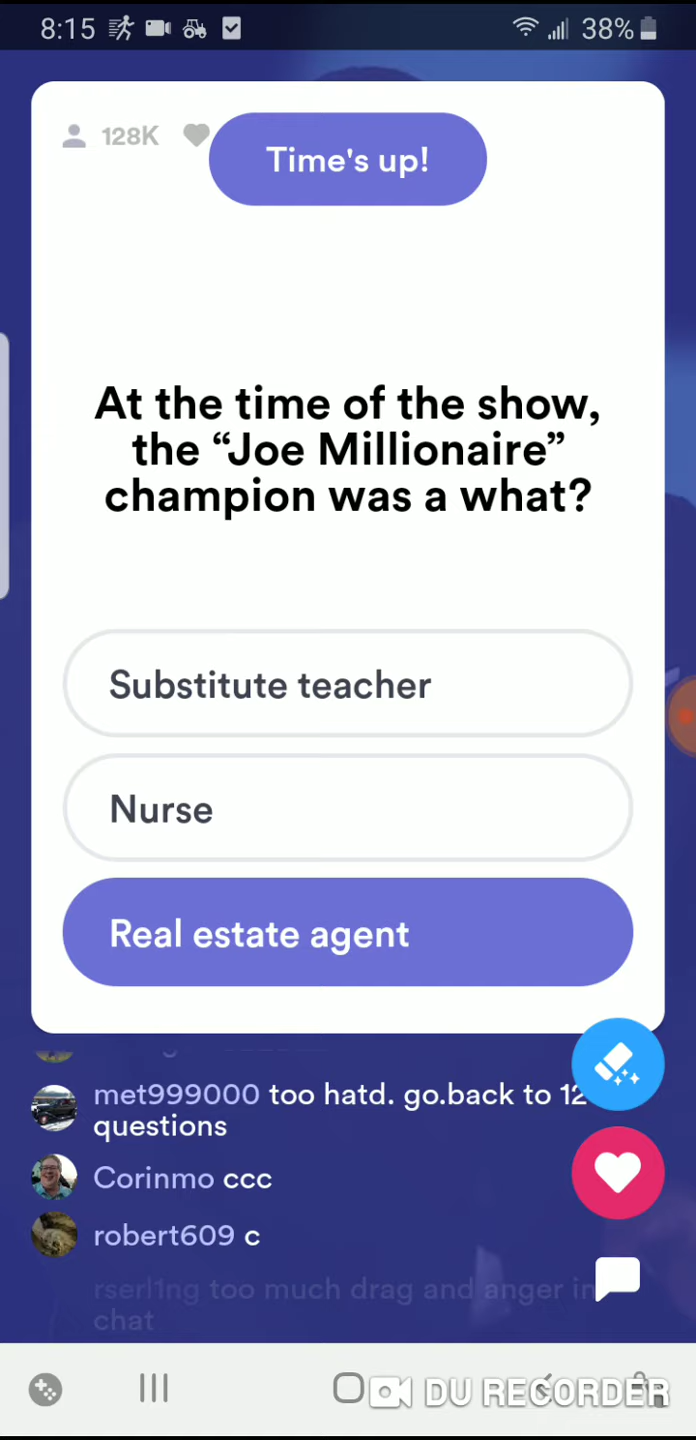 8:15
38%
128K
Time's up!
At the time of the show,
the “Joe Millionaire”
champion was a what?
Substitute teacher
Nurse
Real estate agent
met999000 too hatd. go.back to 12
questions
Corinmo ccc
robert609 c
rserl1ng too much drag and anger in
chat
DU RECORDER